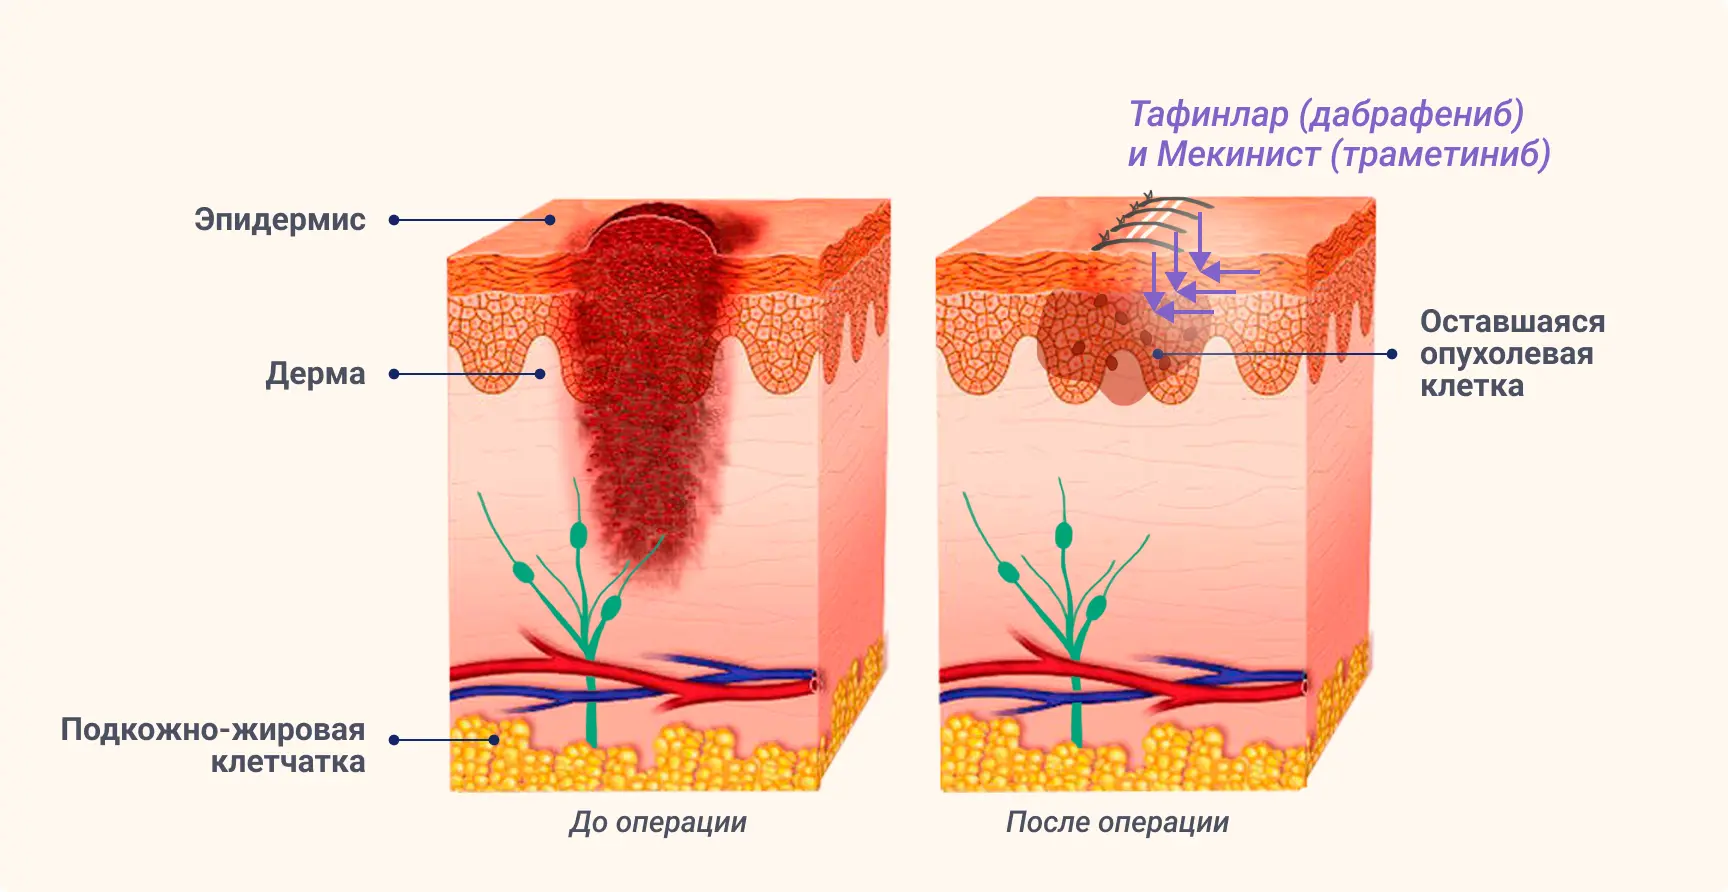 Тафинлар (дабрафениб)
и Мекинист (траметиниб)
Эпидермис
Дерма
Подкожно-жировая
клетчатка
Оставшаяся
опухолевая
клетка
До операции
После операции